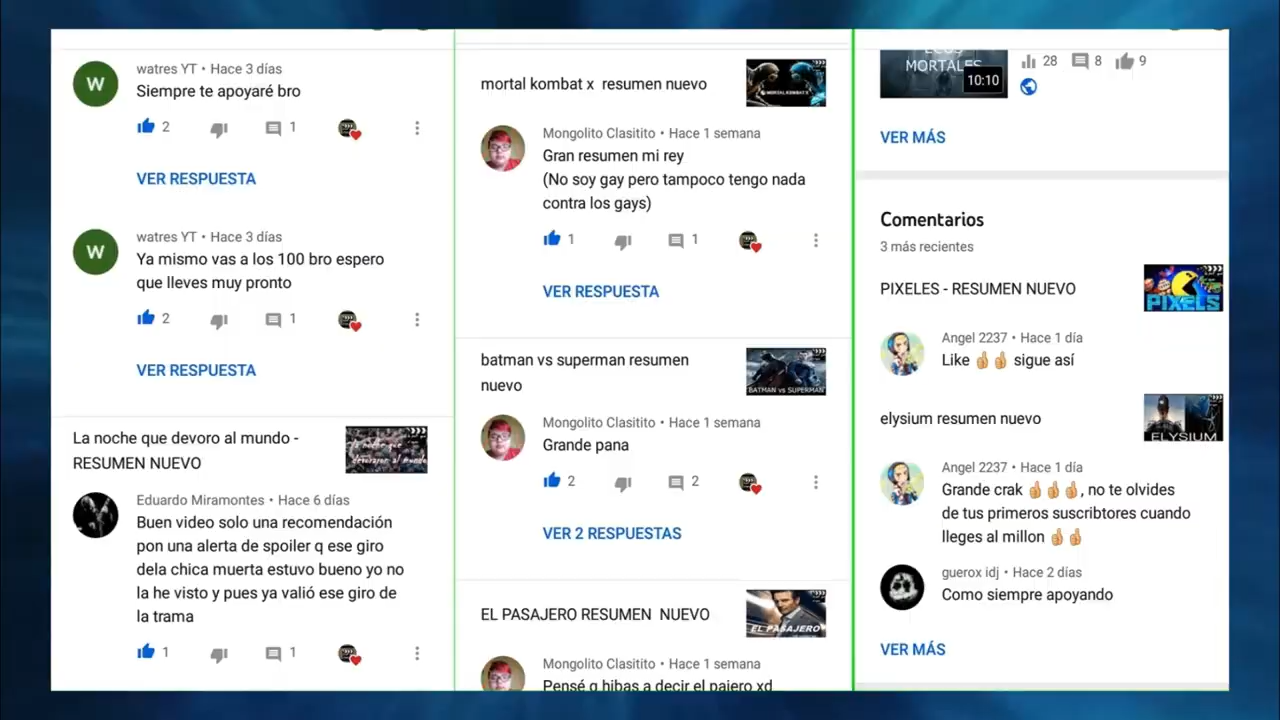 W
watres YT • Hace 3 días
Siempre te apoyaré bro
2
1
VER RESPUESTA
W
watres YT • Hace 3 días
Ya mismo vas a los 100 bro espero
que lleves muy pronto
2
1
VER RESPUESTA
La noche que devoro al mundo -
RESUMEN NUEVO
Eduardo Miramontes • Hace 6 días
Buen video solo una recomendación
pon una alerta de spoiler q ese giro
dela chica muerta estuvo bueno yo no
la he visto y pues ya valió ese giro de
la trama
1
1
mortal kombat x resumen nuevo
MORTAL KOMBAT X
Mongolito Clasitito • Hace 1 semana
Gran resumen mi rey
(No soy gay pero tampoco tengo nada
contra los gays)
1
1
VER RESPUESTA
batman vs superman resumen
nuevo
BATMAN vs SUPERMAN
Mongolito Clasitito • Hace 1 semana
Grande pana
2
2
VER 2 RESPUESTAS
EL PASAJERO RESUMEN NUEVO
EL PASAJERO
Mongolito Clasitito • Hace 1 semana
Pensé q hibas a decir el pajero xd
MORTALES
10:10
28
8
9
VER MÁS
Comentarios
3 más recientes
PIXELES - RESUMEN NUEVO
PIXELS
Angel 2237 • Hace 1 día
Like 👍👍 sigue así
elysium resumen nuevo
ELYSIUM
Angel 2237 • Hace 1 día
Grande crak 👍👍👍, no te olvides
de tus primeros suscribtores cuando
lleges al millon 👍👍
guerox idj • Hace 2 días
Como siempre apoyando
VER MÁS